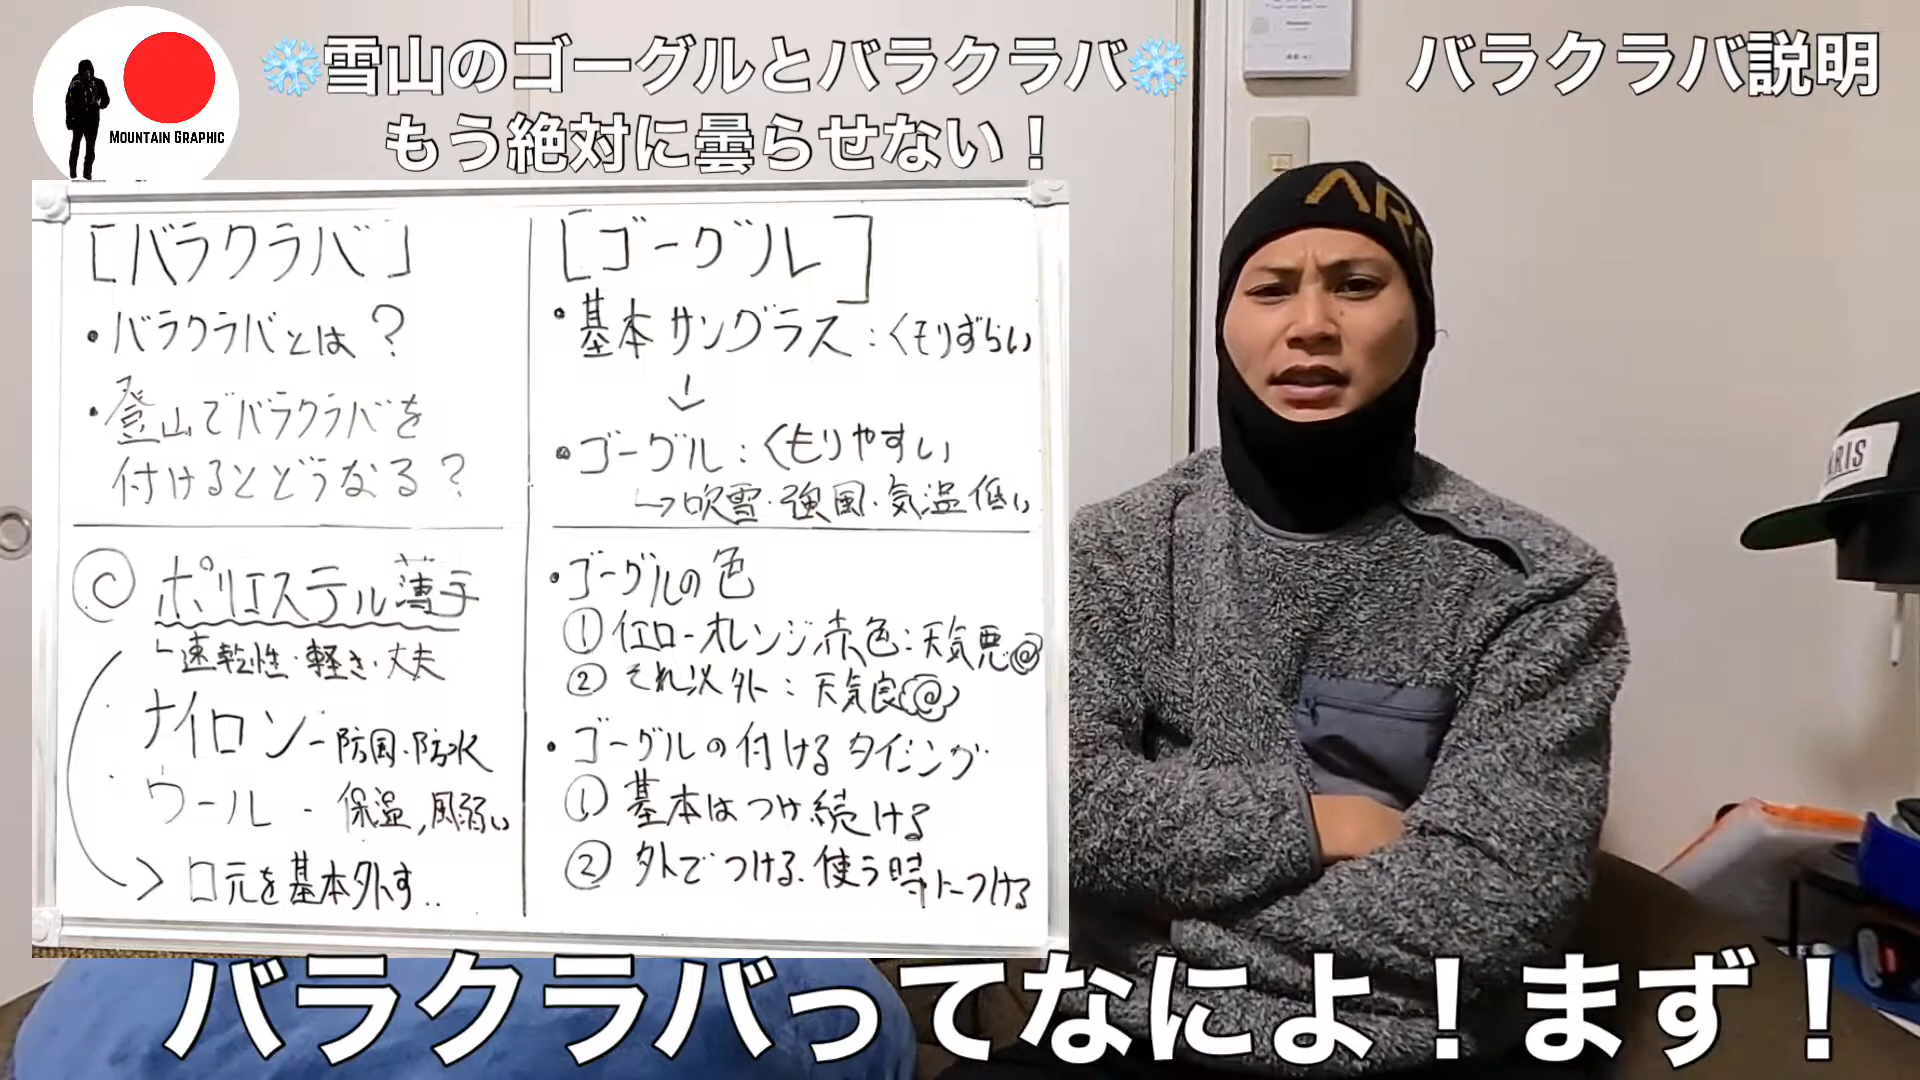 ❄雪山のゴーグルとバラクラバ❄
もう絶対に曇らせない！
バラクラバ説明
MOUNTAIN GRAPHIC
[バラクラバ]
・バラクラバとは？
・登山でバラクラバを
付けるとどうなる？
◎ ポリエステル薄手
↳速乾性・軽き・丈夫
ナイロン-防風・防水
ウール - 保温,風弱い
> 口元を基本外す..
[ゴーグル]
・基本サングラス:くもりずらい
↓
・ゴーグル:くもりやすい
↳吹雪・強風・気温低い
・ゴーグルの色
① イエローオレンジ赤色:天気悪◎
② それ以外:天気良◎
・ゴーグルの付けるタイミング
① 基本はつけ続ける
② 外でつける.使う時につける
AR
RIS
バラクラバってなによ！まず！